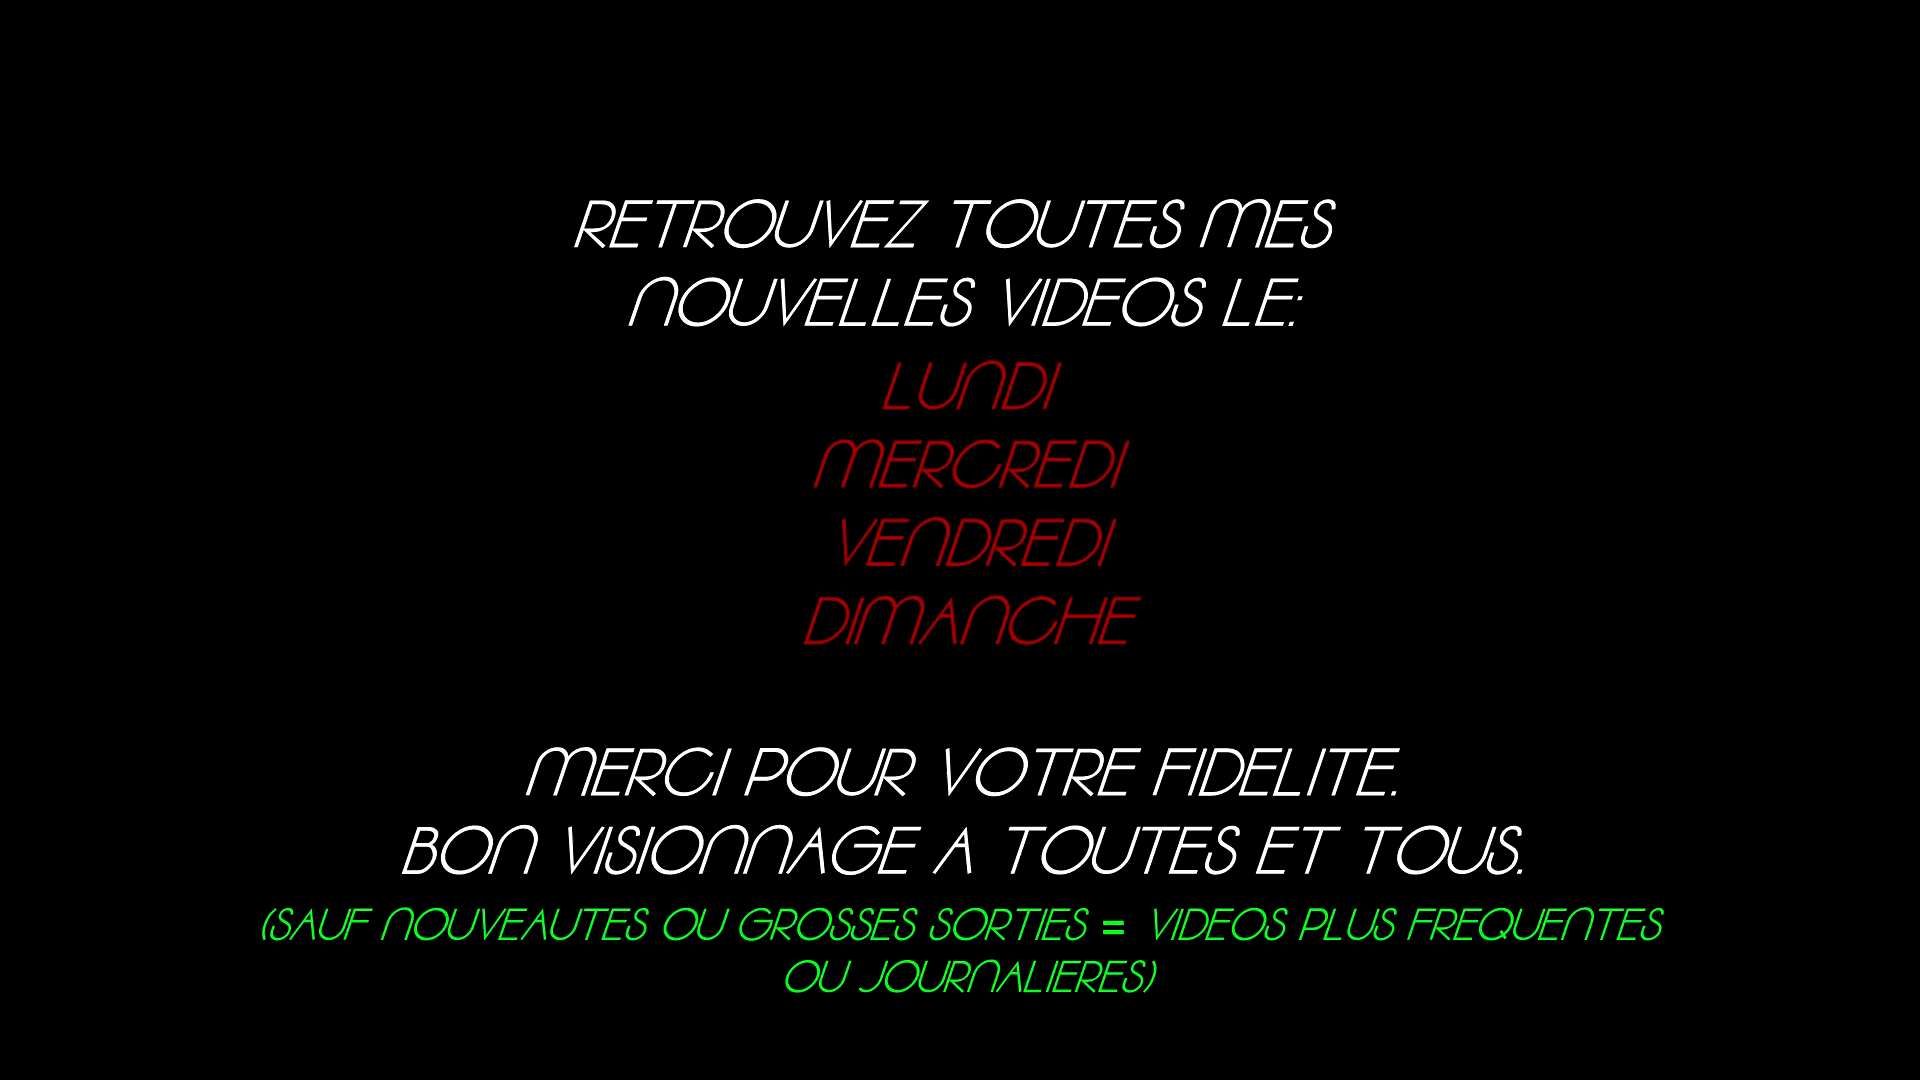 RETROUVEZ TOUTES MES
NOUVELLES VIDEOS LE:
LUNDI
MERCREDI
VENDREDI
DIMANCHE
MERCI POUR VOTRE FIDELITE.
BON VISIONNAGE A TOUTES ET TOUS.
(SAUF NOUVEAUTES OU GROSSES SORTIES = VIDEOS PLUS FREQUENTES
OU JOURNALIERES)